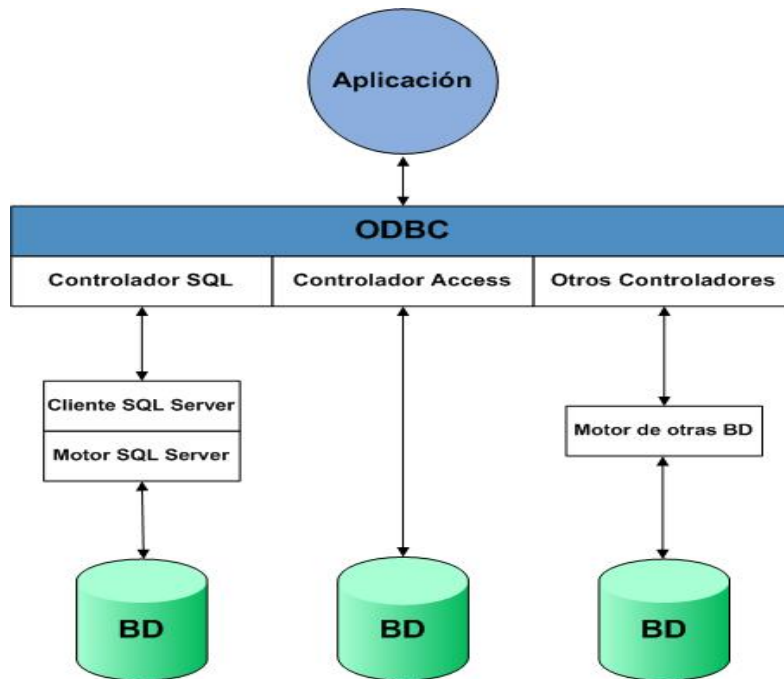 Aplicación
ODBC
Controlador SQL
Controlador Access
Otros Controladores
Cliente SQL Server
Motor SQL Server
Motor de otras BD
BD
BD
BD